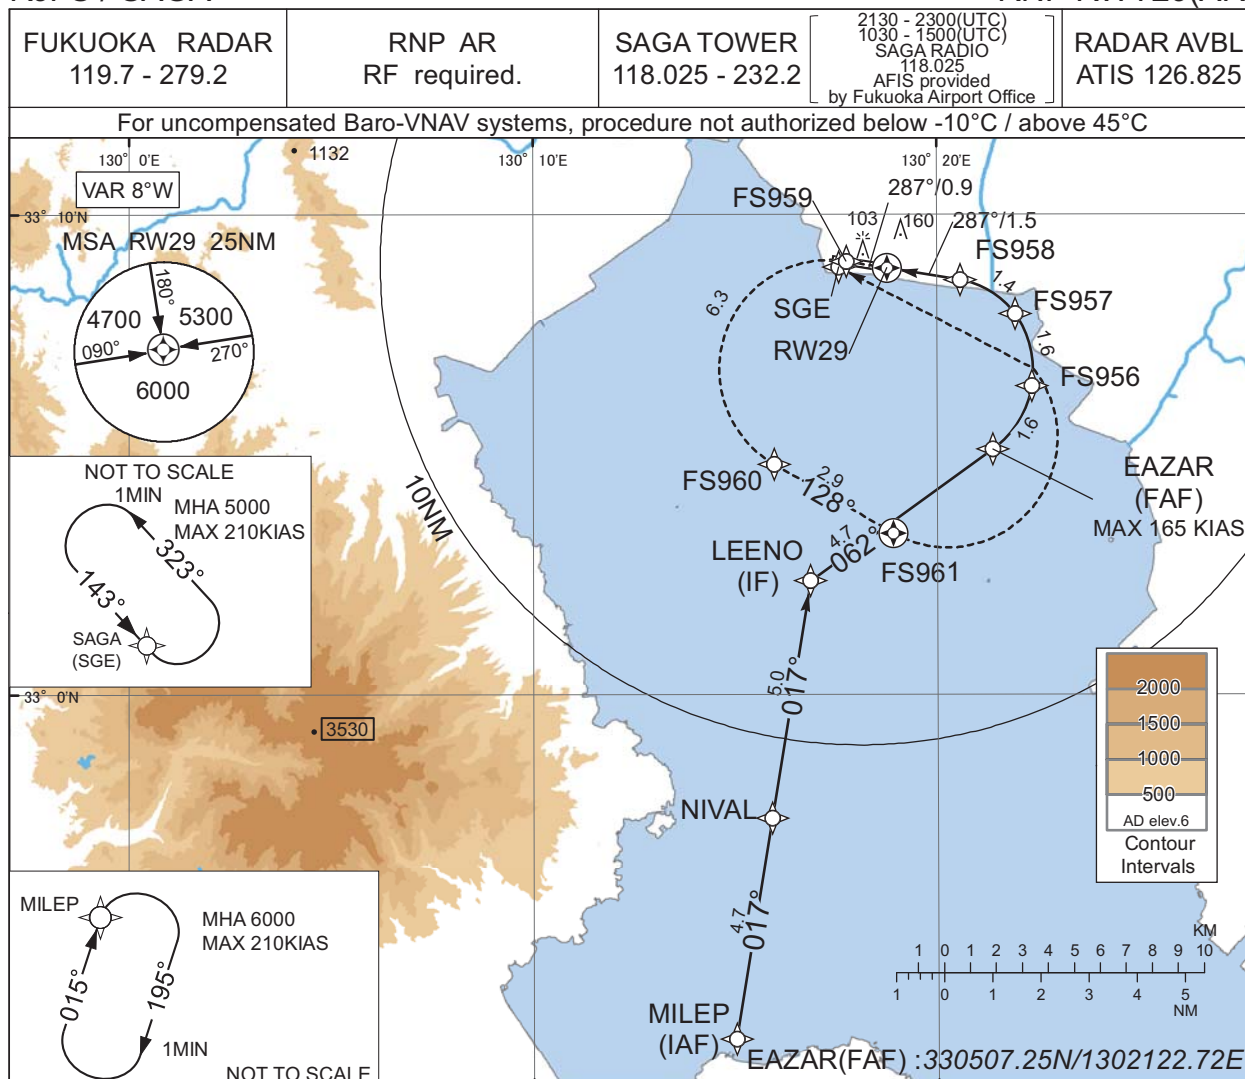 FUKUOKA RADAR
119.7 - 279.2
RNP AR
RF required.
SAGA TOWER
118.025 - 232.2
2130 - 2300(UTC)
1030 - 1500(UTC)
SAGA RADIO
118.025
AFIS provided
by Fukuoka Airport Office
RADAR AVBL
ATIS 126.825
For uncompensated Baro-VNAV systems, procedure not authorized below -10°C / above 45°C
130° 0'E
1132
130° 10'E
130° 20'E
VAR 8°W
33° 10'N
MSA RW29 25NM
180°
4700
5300
090°
270°
6000
FS959
287°/0.9
103
160
287°/1.5
FS958
1.4
FS957
1.6
FS956
1.6
6.3
SGE
RW29
EAZAR
(FAF)
MAX 165 KIAS
FS960
2.9
128°
10NM
LEENO
(IF)
4.7
062°
FS961
NOT TO SCALE
1MIN
MHA 5000
MAX 210KIAS
323°
143°
SAGA
(SGE)
33° 0'N
3530
5.0
017°
NIVAL
4.7
017°
MILEP
(IAF)
2000
1500
1000
500
AD elev.6
Contour
Intervals
MILEP
MHA 6000
MAX 210KIAS
015°
195°
1MIN
NOT TO SCALE
KM
1 0 1 2 3 4 5 6 7 8 9 10
1 0 1 2 3 4 5
NM
EAZAR(FAF) :330507.25N/1302122.72E